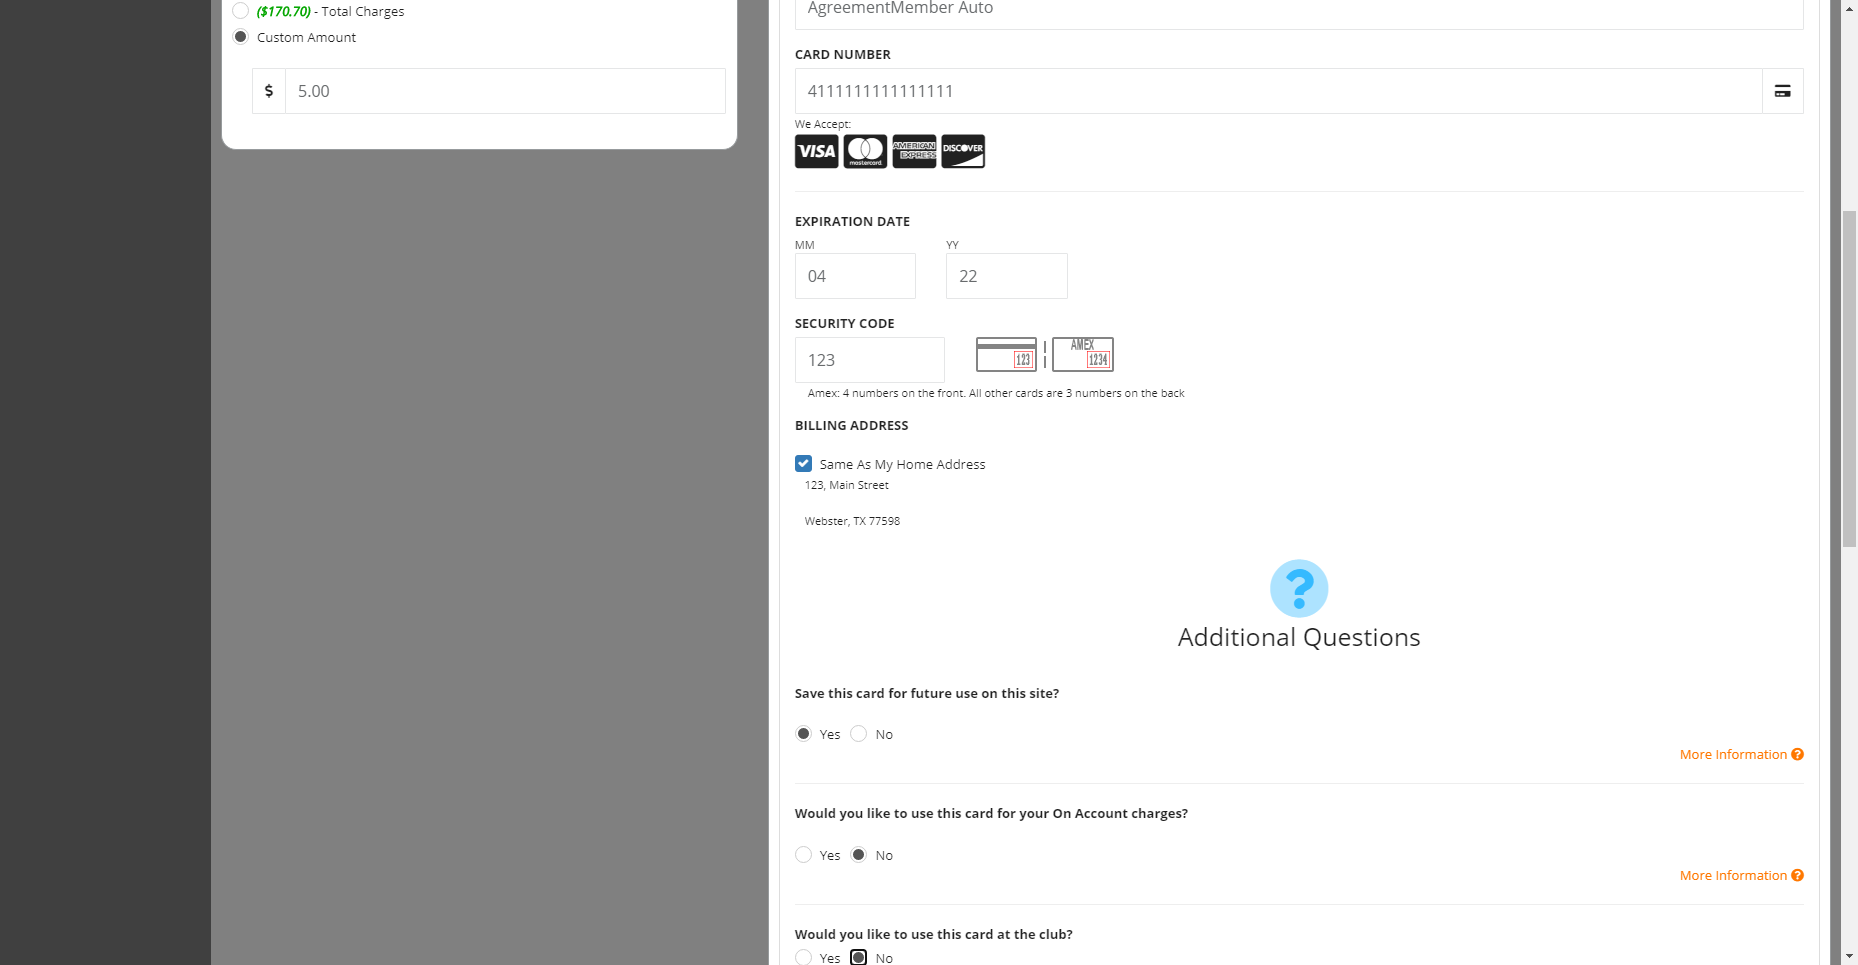 ($170.70) - Total Charges
Custom Amount
$ 5.00
AgreementMember Auto
CARD NUMBER
4111111111111111
We Accept:
VISA mastercard AMERICAN EXPRESS DISCOVER
EXPIRATION DATE
MM YY
04 22
SECURITY CODE
123 123 AMEX 1234
Amex: 4 numbers on the front. All other cards are 3 numbers on the back
BILLING ADDRESS
Same As My Home Address
123, Main Street
Webster, TX 77598
?
Additional Questions
Save this card for future use on this site?
Yes No
More Information ?
Would you like to use this card for your On Account charges?
Yes No
More Information ?
Would you like to use this card at the club?
Yes No